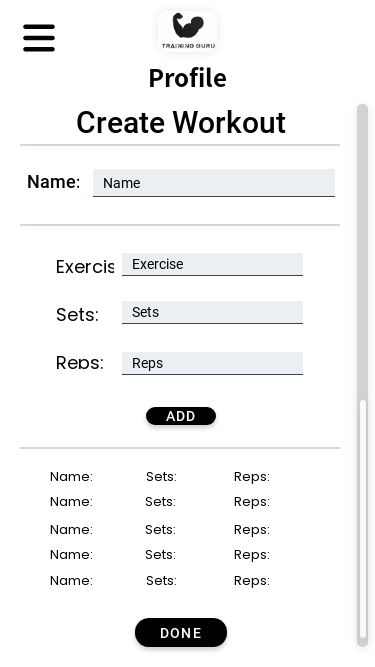 TRAINING GURU
Profile
Create Workout
Name: Name
Exercis Exercise
Sets: Sets
Reps: Reps
ADD
Name: Sets: Reps:
Name: Sets: Reps:
Name: Sets: Reps:
Name: Sets: Reps:
Name: Sets: Reps:
DONE